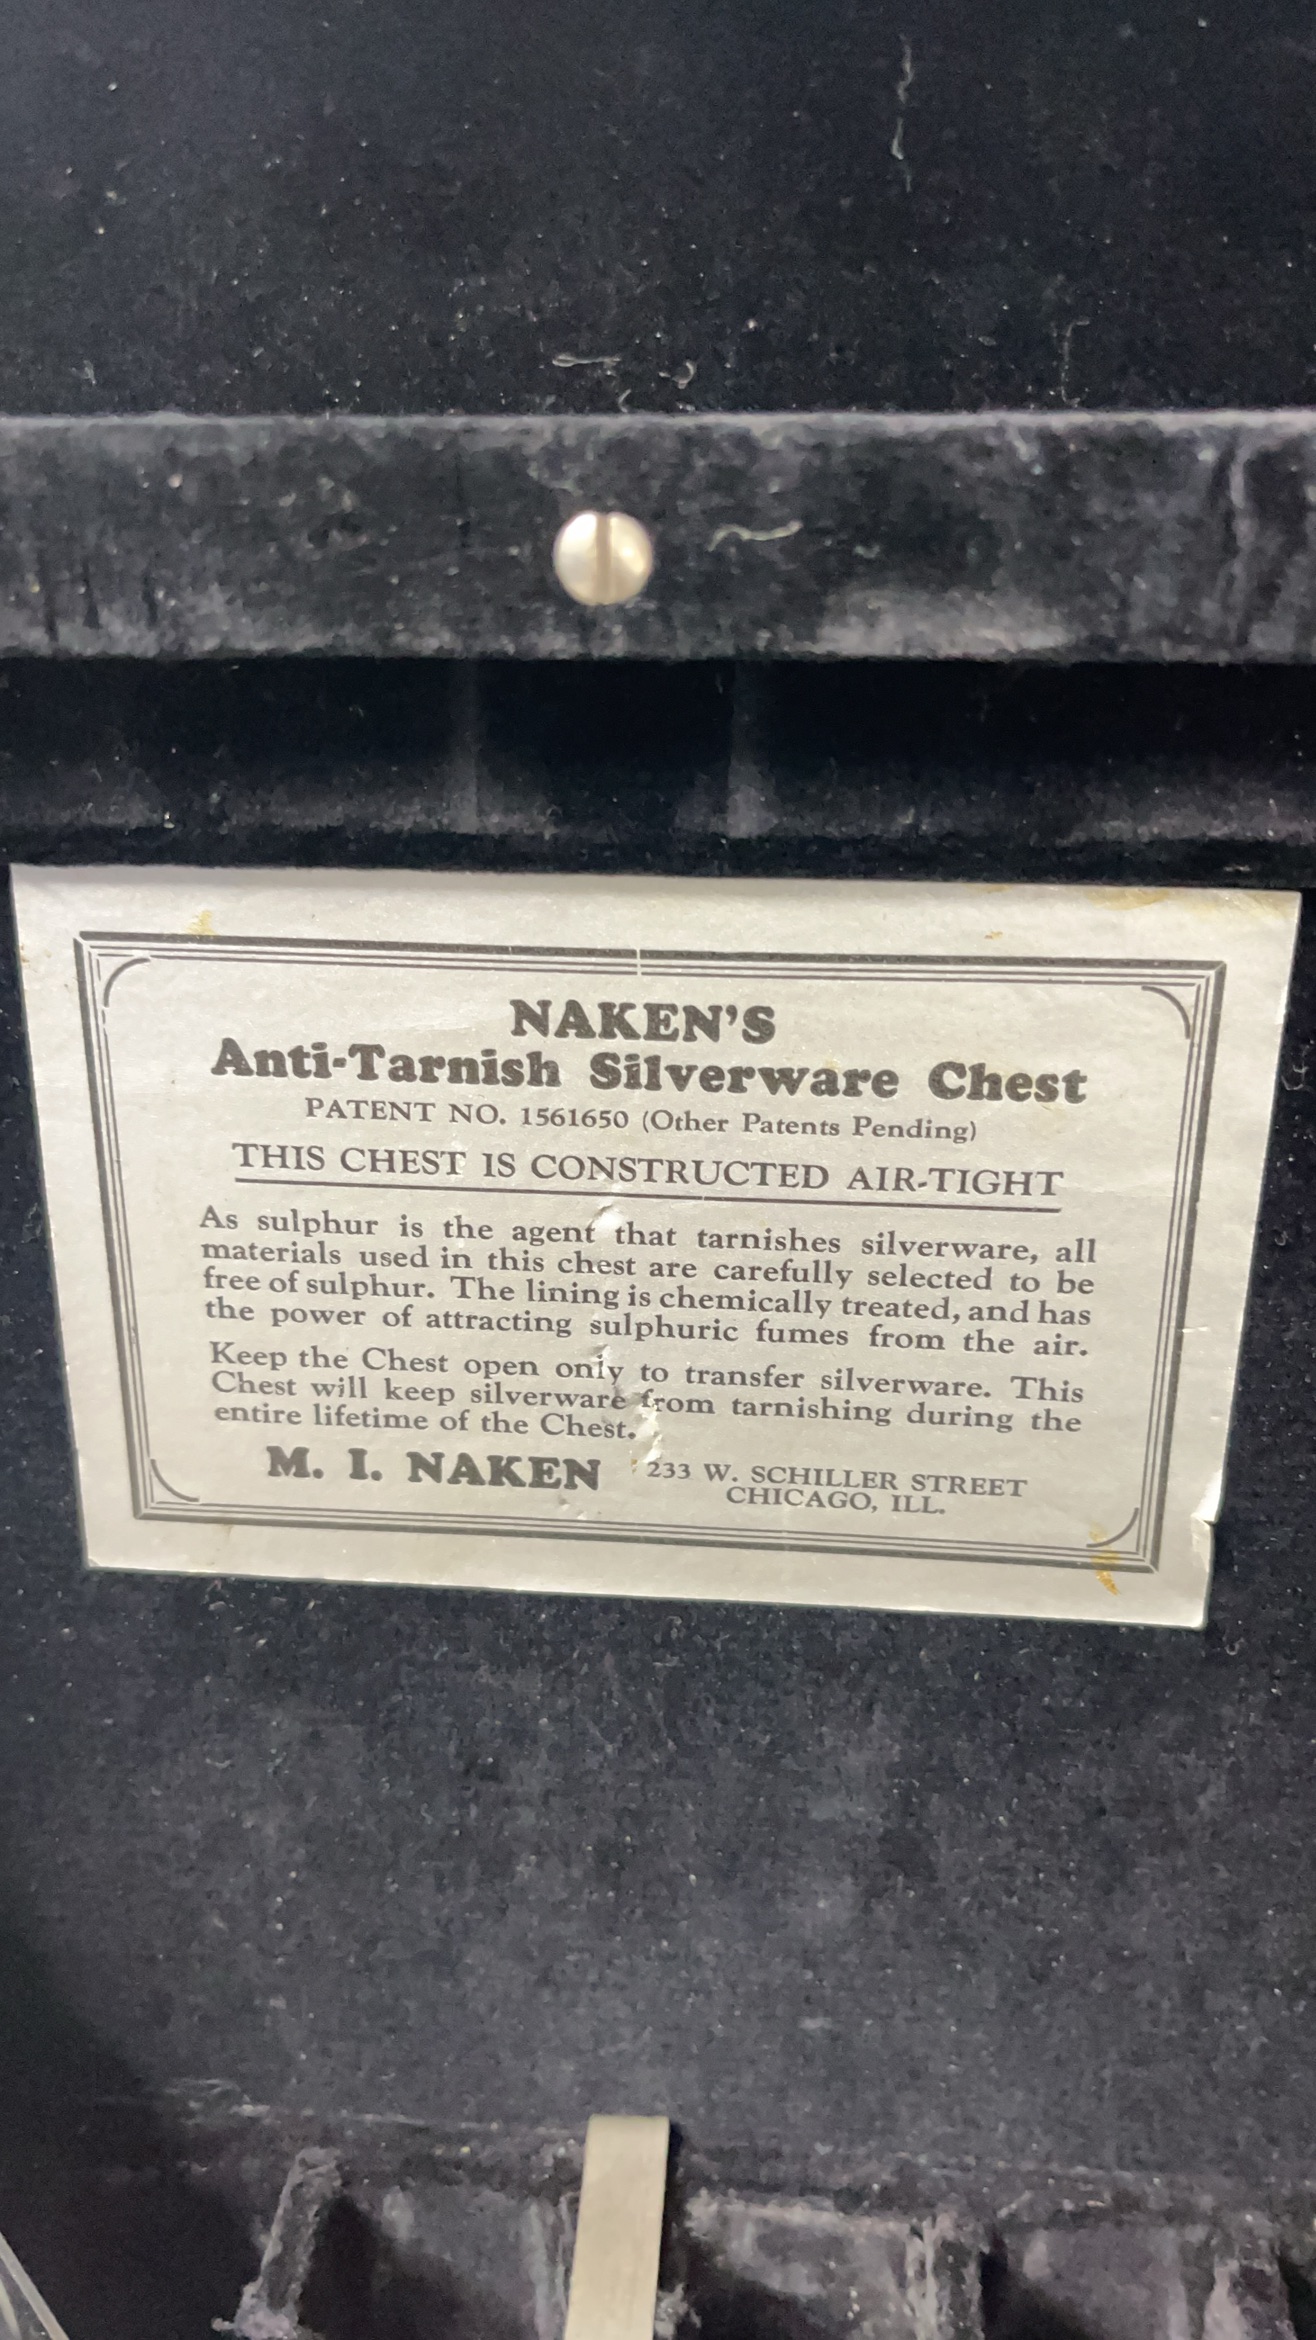 NAKEN'S
Anti-Tarnish Silverware Chest
PATENT NO. 1561650 (Other Patents Pending)
THIS CHEST IS CONSTRUCTED AIR-TIGHT
As sulphur is the agent that tarnishes silverware, all
materials used in this chest are carefully selected to be
free of sulphur. The lining is chemically treated, and has
the power of attracting sulphuric fumes from the air.
Keep the Chest open only to transfer silverware. This
Chest will keep silverware from tarnishing during the
entire lifetime of the Chest.
M. I. NAKEN 233 W. SCHILLER STREET
CHICAGO, ILL.